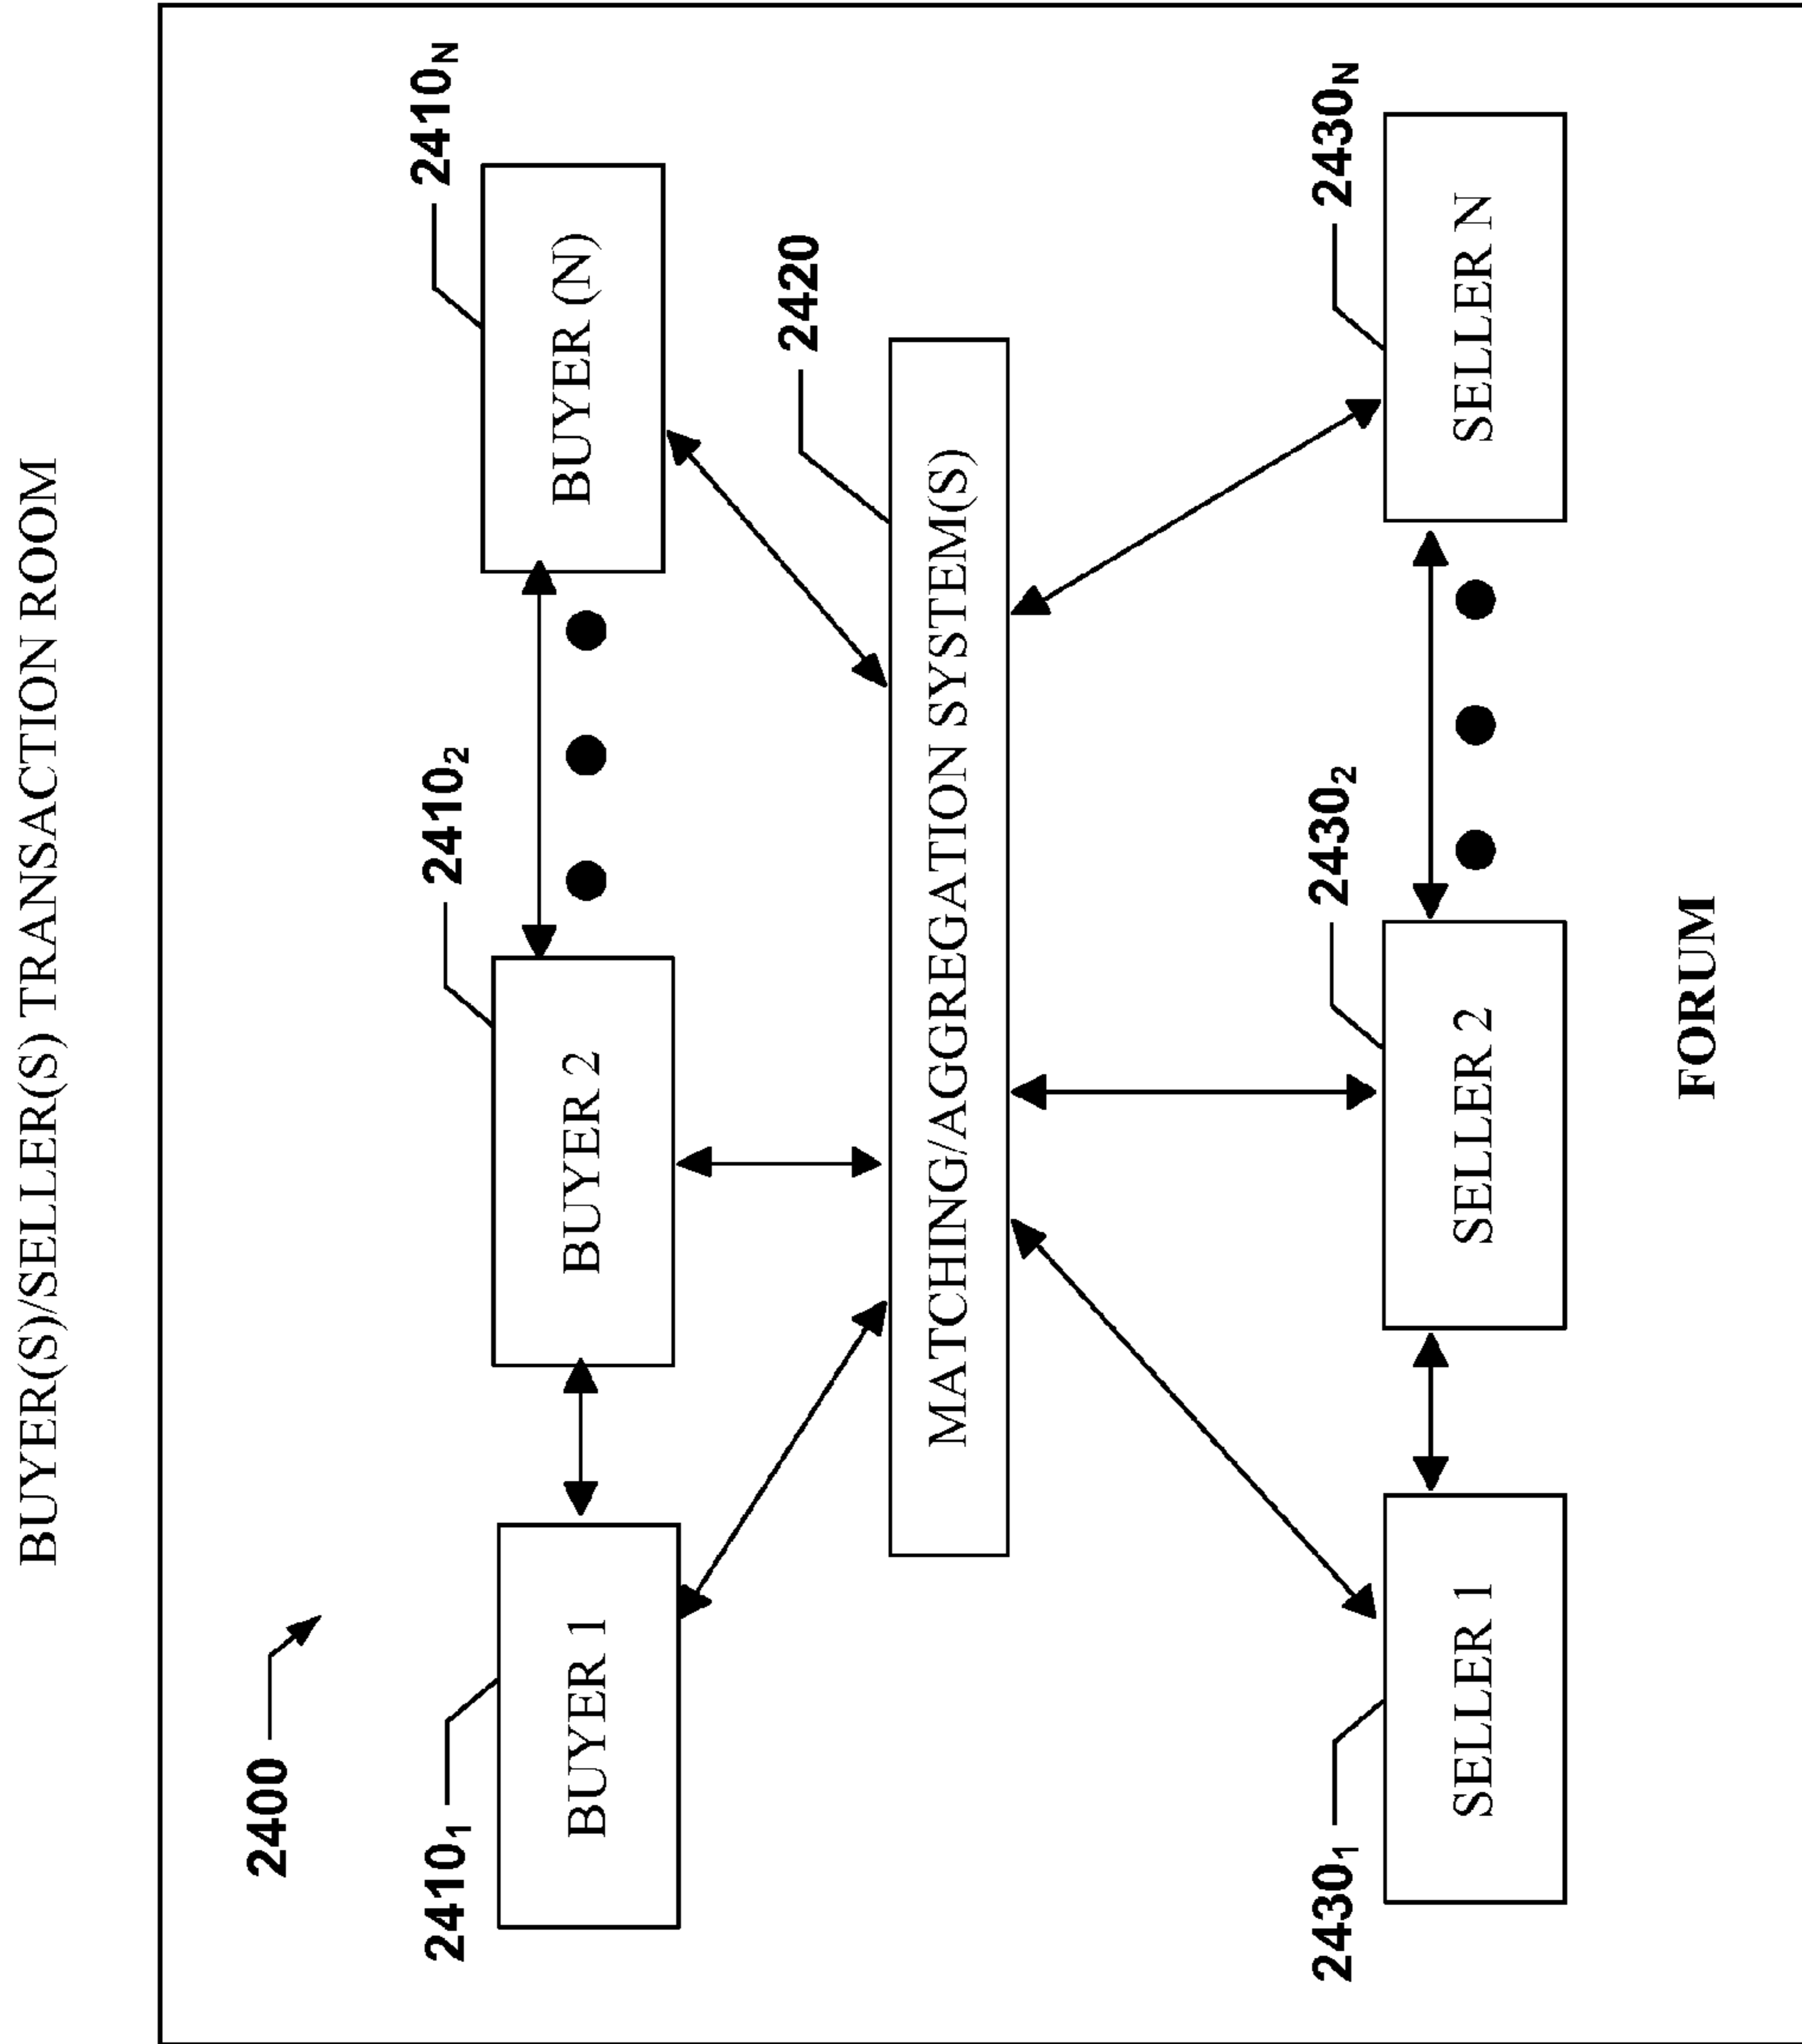 BUYER(S)/SELLER(S) TRANSACTION ROOM
2400
2410₁
2410₂
2410N
BUYER 1
BUYER 2
BUYER (N)
2420
MATCHING/AGGREGATION SYSTEM(S)
2430₁
2430₂
2430N
SELLER 1
SELLER 2
SELLER N
FORUM